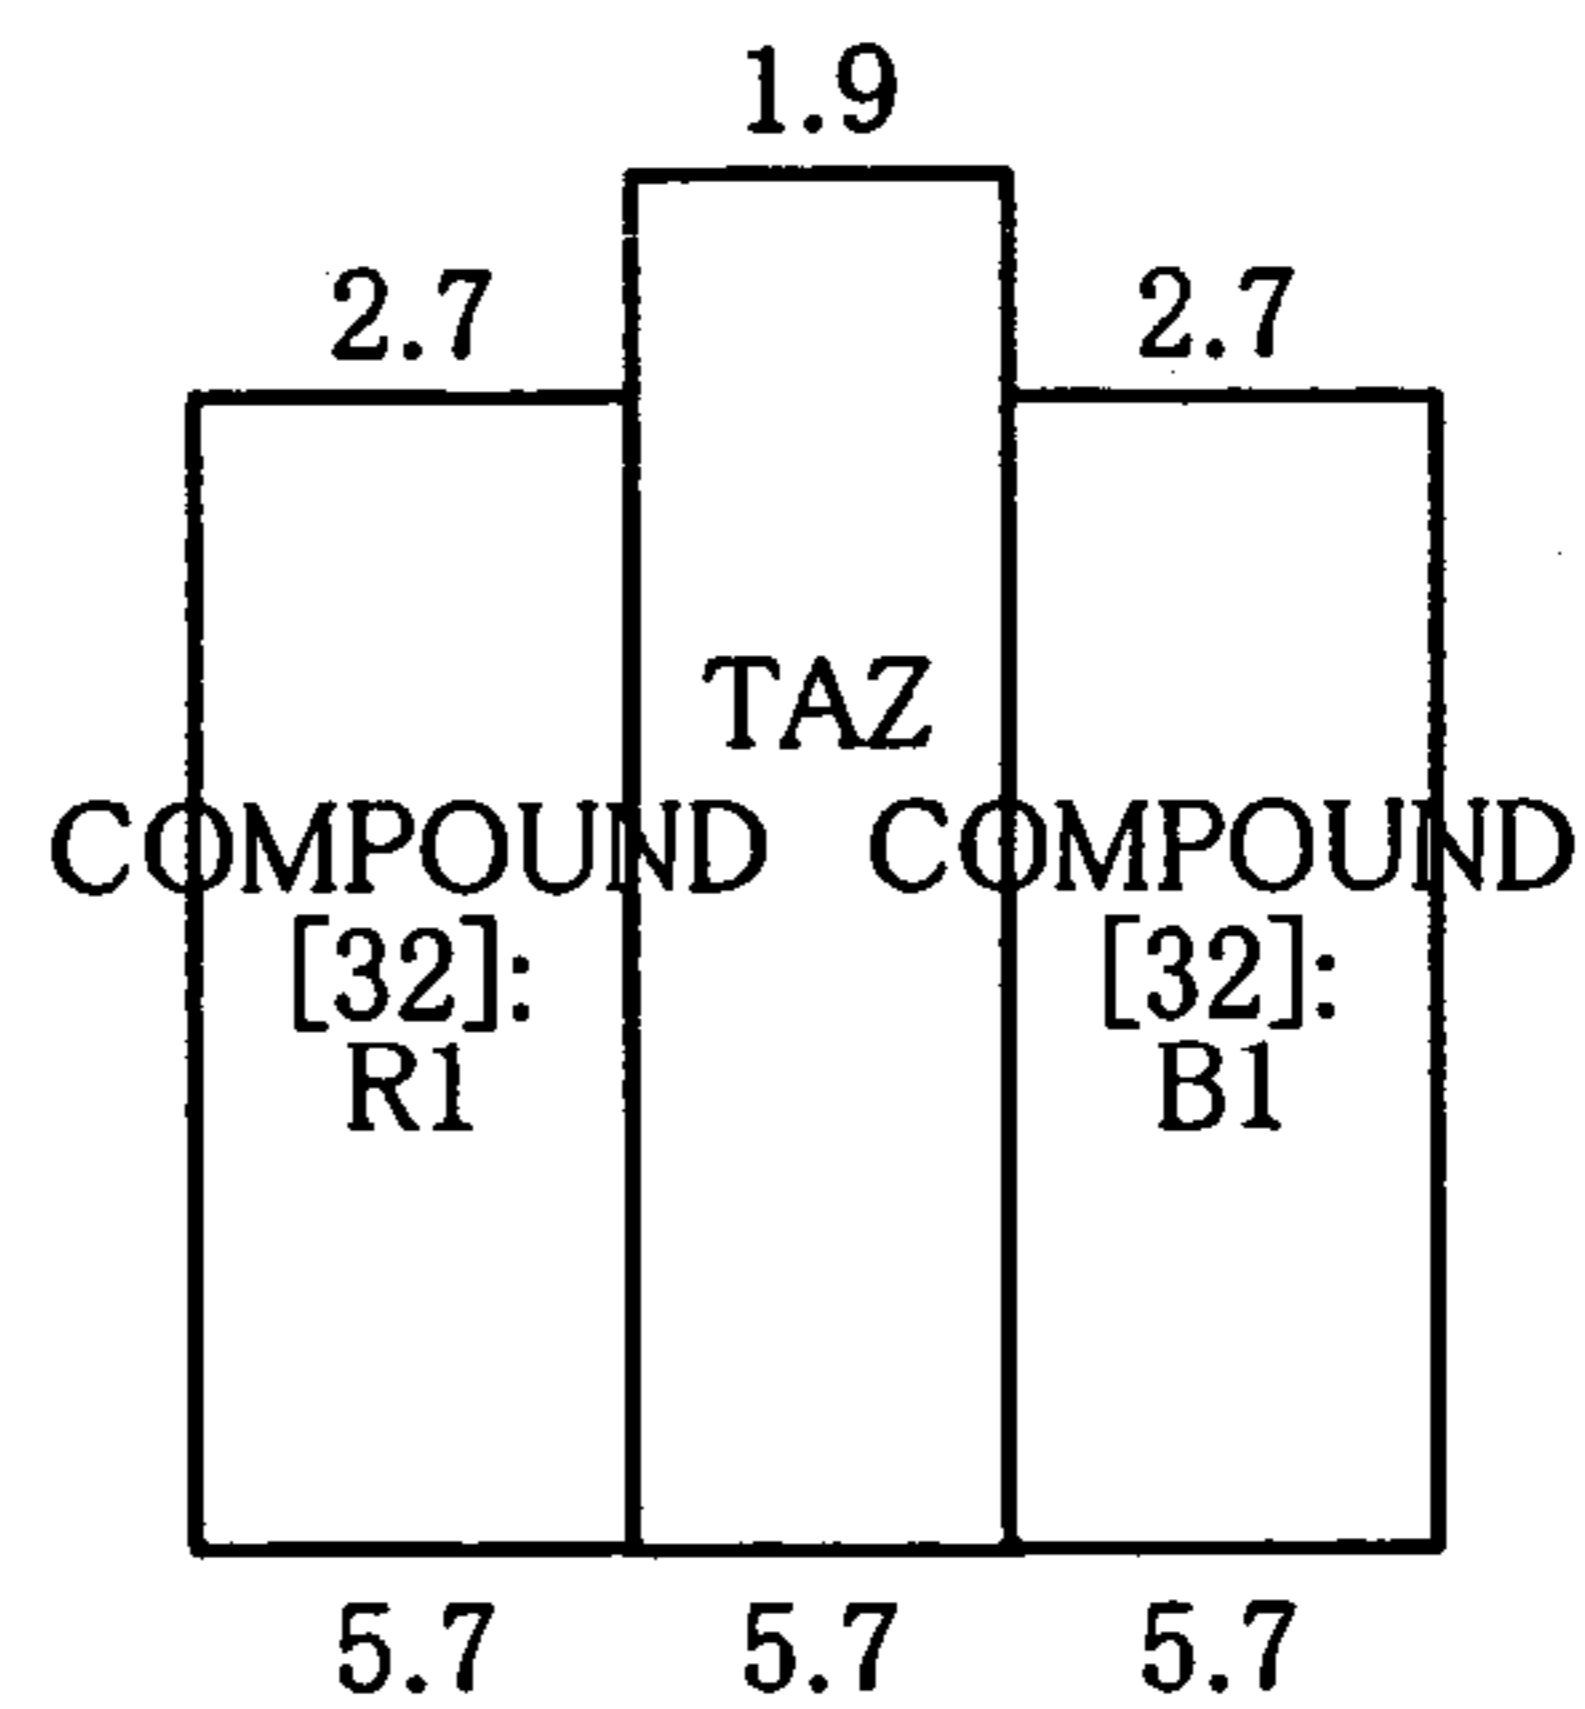 1.9
2.7 2.7
TAZ
COMPOUND COMPOUND
[32]: [32]:
R1 B1
5.7 5.7 5.7